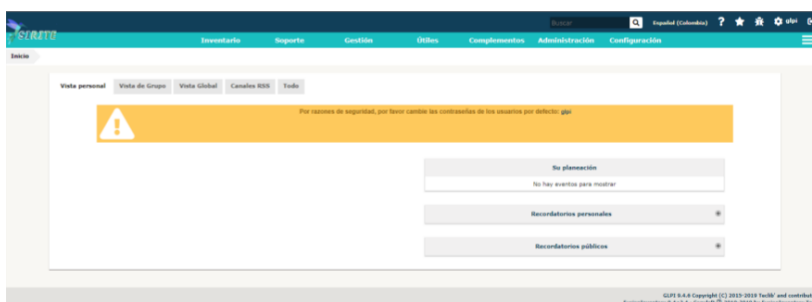 Buscar Español (Colombia) ? glpi
Inventario Soporte Gestión Útiles Complementos Administración Configuración
Inicio
Vista personal Vista de Grupo Vista Global Canales RSS Todo
Por razones de seguridad, por favor cambie las contraseñas de los usuarios por defecto: glpi
Su planeación
No hay eventos para mostrar
Recordatorios personales
Recordatorios públicos
GLPI 9.4.6 Copyright (C) 2015-2019 Teclib' and contribut